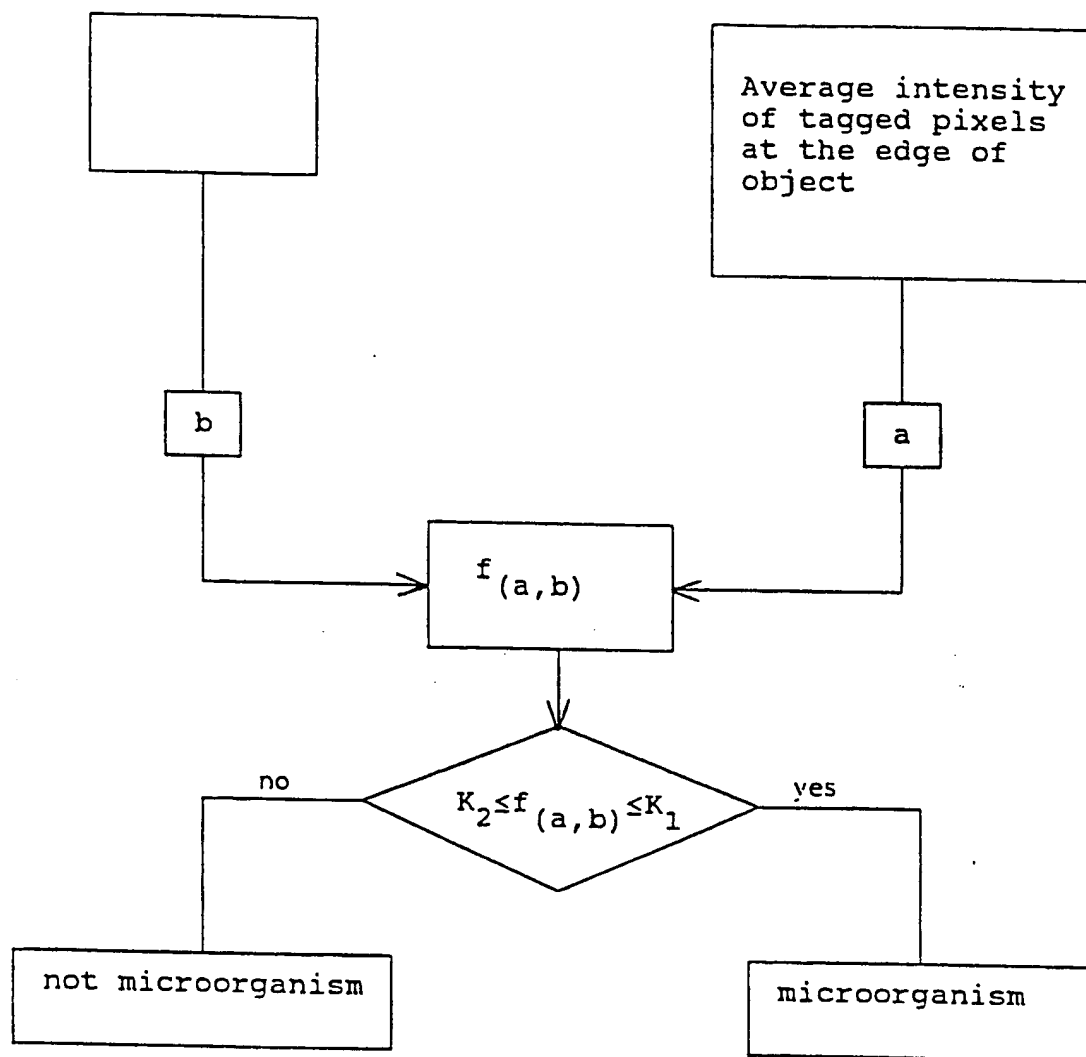 Average intensity
of tagged pixels
at the edge of
object
b
a
f(a,b)
no
yes
K2≤f(a,b)≤K1
not microorganism
microorganism